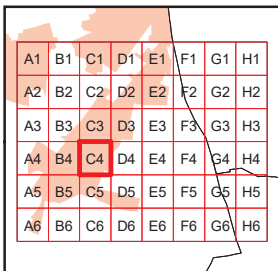 A1 B1 C1 D1 E1 F1 G1 H1
A2 B2 C2 D2 E2 F2 G2 H2
A3 B3 C3 D3 E3 F3 G3 H3
A4 B4 C4 D4 E4 F4 G4 H4
A5 B5 C5 D5 E5 F5 G5 H5
A6 B6 C6 D6 E6 F6 G6 H6